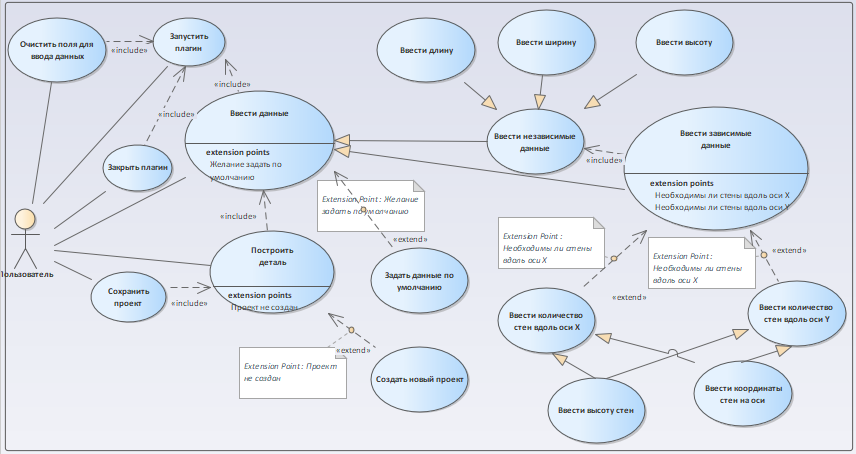 Очистить поля для
ввода данных
«include»
Запустить
плагин
«include»
Ввести длину
Ввести ширину
Ввести высоту
Ввести данные
extension points
Желание задать по
умолчанию
«include»
Закрыть плагин
Ввести независимые
данные
«include»
Ввести зависимые
данные
extension points
Необходимы ли стены вдоль оси X
Необходимы ли стены вдоль оси Y
Extension Point : Желание
задать по умолчанию
«include»
«extend»
Пользователь
Построить
деталь
extension points
Проект не создан
Extension Point :
Необходимы ли стены
вдоль оси X
Extension Point :
Необходимы ли стены
вдоль оси X
«extend»
Сохранить
проект
«include»
Задать данные по
умолчанию
«extend»
Ввести количество
стен вдоль оси X
Ввести количество
стен вдоль оси Y
Extension Point : Проект
не создан
«extend»
Создать новый проект
Ввести высоту стен
Ввести координаты
стен на оси